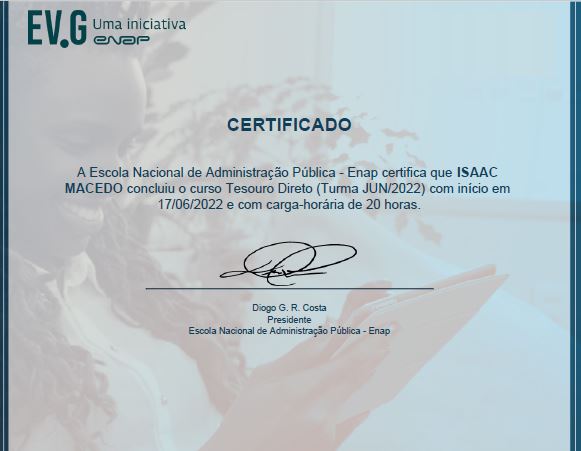 EV.G Uma iniciativa
enap
CERTIFICADO
A Escola Nacional de Administração Pública - Enap certifica que ISAAC
MACEDO concluiu o curso Tesouro Direto (Turma JUN/2022) com início em
17/06/2022 e com carga-horária de 20 horas.
Diogo G. R. Costa
Presidente
Escola Nacional de Administração Pública - Enap